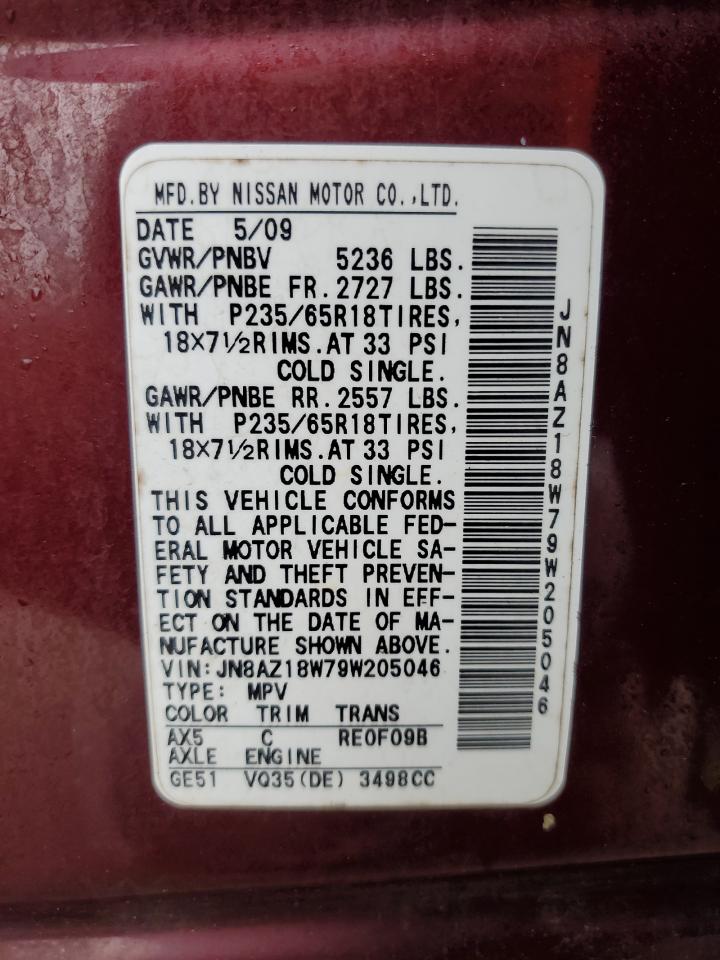 MFD.BY NISSAN MOTOR CO.,LTD.
DATE 5/09
GVWR/PNBV 5236 LBS.
GAWR/PNBE FR.2727 LBS.
WITH P235/65R18TIRES,
18×7½RIMS.AT 33 PSI
COLD SINGLE.
GAWR/PNBE RR.2557 LBS.
WITH P235/65R18TIRES,
18×7½RIMS.AT 33 PSI
COLD SINGLE.
THIS VEHICLE CONFORMS
TO ALL APPLICABLE FED-
ERAL MOTOR VEHICLE SA-
FETY AND THEFT PREVEN-
TION STANDARDS IN EFF-
ECT ON THE DATE OF MA-
NUFACTURE SHOWN ABOVE.
VIN:JN8AZ18W79W205046
TYPE: MPV
COLOR TRIM TRANS
AX5 C RE0F09B
AXLE ENGINE
GE51 VQ35(DE) 3498CC
JN8AZ18W79W205046